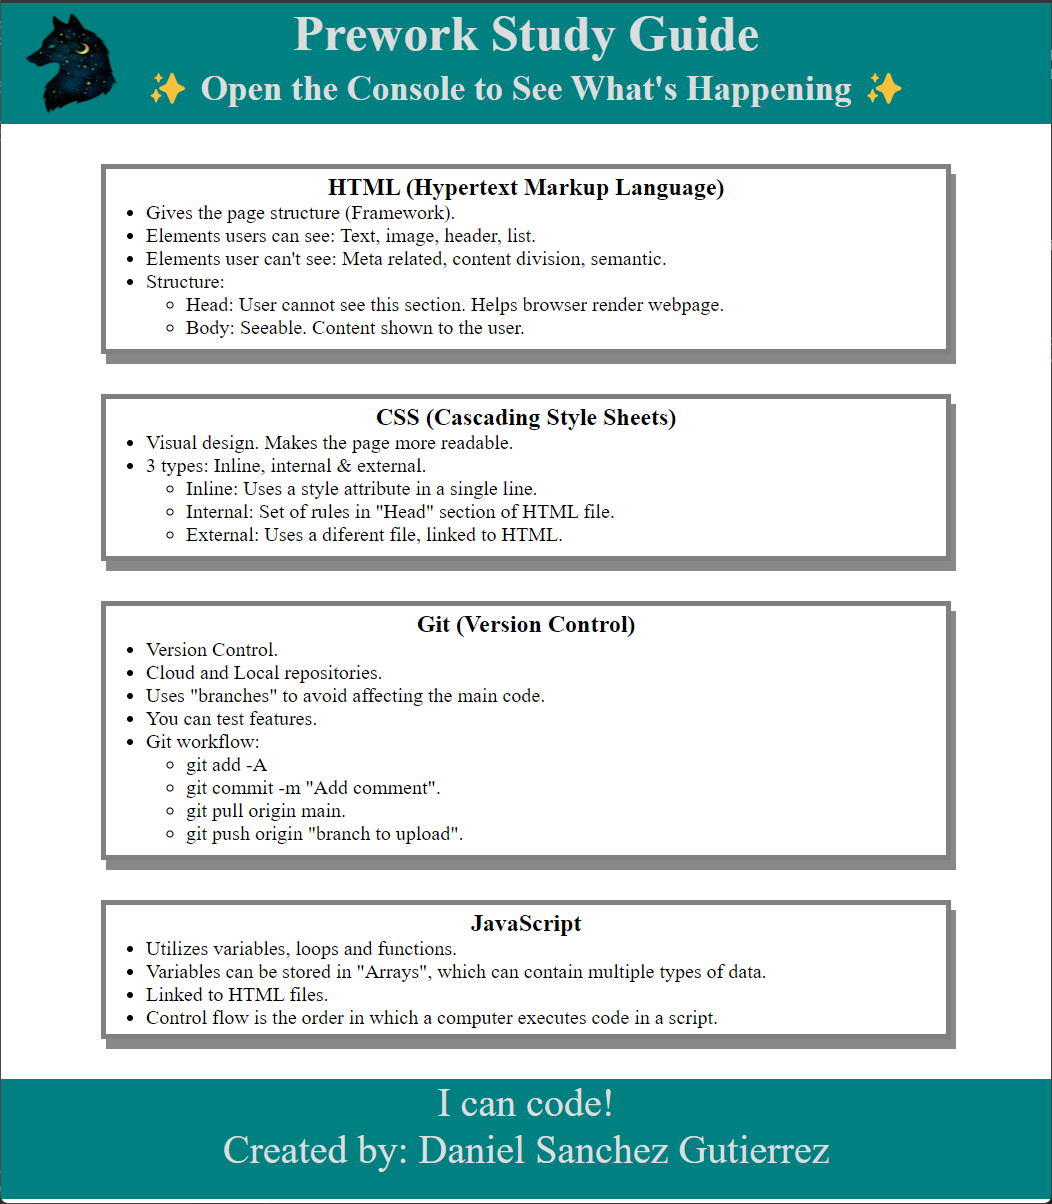 Prework Study Guide
✨ Open the Console to See What's Happening ✨
HTML (Hypertext Markup Language)
Gives the page structure (Framework).
Elements users can see: Text, image, header, list.
Elements user can't see: Meta related, content division, semantic.
Structure:
Head: User cannot see this section. Helps browser render webpage.
Body: Seeable. Content shown to the user.
CSS (Cascading Style Sheets)
Visual design. Makes the page more readable.
3 types: Inline, internal & external.
Inline: Uses a style attribute in a single line.
Internal: Set of rules in "Head" section of HTML file.
External: Uses a diferent file, linked to HTML.
Git (Version Control)
Version Control.
Cloud and Local repositories.
Uses "branches" to avoid affecting the main code.
You can test features.
Git workflow:
git add -A
git commit -m "Add comment".
git pull origin main.
git push origin "branch to upload".
JavaScript
Utilizes variables, loops and functions.
Variables can be stored in "Arrays", which can contain multiple types of data.
Linked to HTML files.
Control flow is the order in which a computer executes code in a script.
I can code!
Created by: Daniel Sanchez Gutierrez